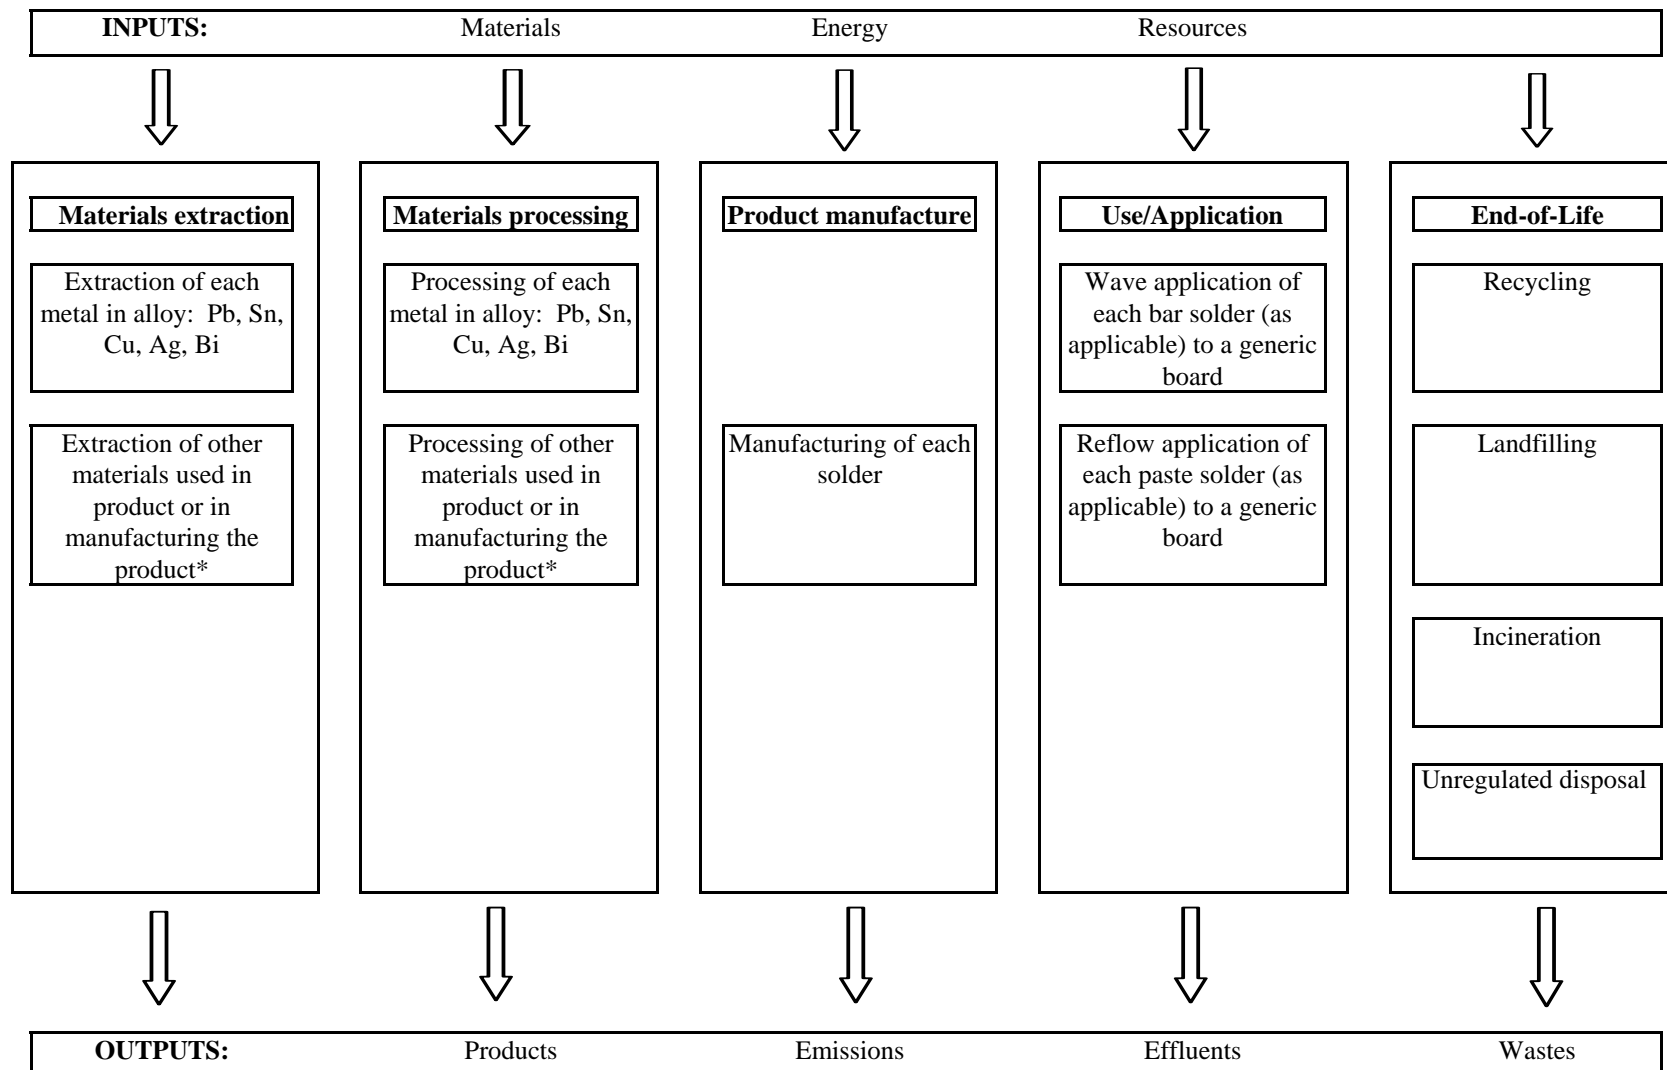 INPUTS: Materials Energy Resources
Materials extraction
Extraction of each
metal in alloy: Pb, Sn,
Cu, Ag, Bi
Extraction of other
materials used in
product or in
manufacturing the
product*
Materials processing
Processing of each
metal in alloy: Pb, Sn,
Cu, Ag, Bi
Processing of other
materials used in
product or in
manufacturing the
product*
Product manufacture
Manufacturing of each
solder
Use/Application
Wave application of
each bar solder (as
applicable) to a generic
board
Reflow application of
each paste solder (as
applicable) to a generic
board
End-of-Life
Recycling
Landfilling
Incineration
Unregulated disposal
OUTPUTS: Products Emissions Effluents Wastes